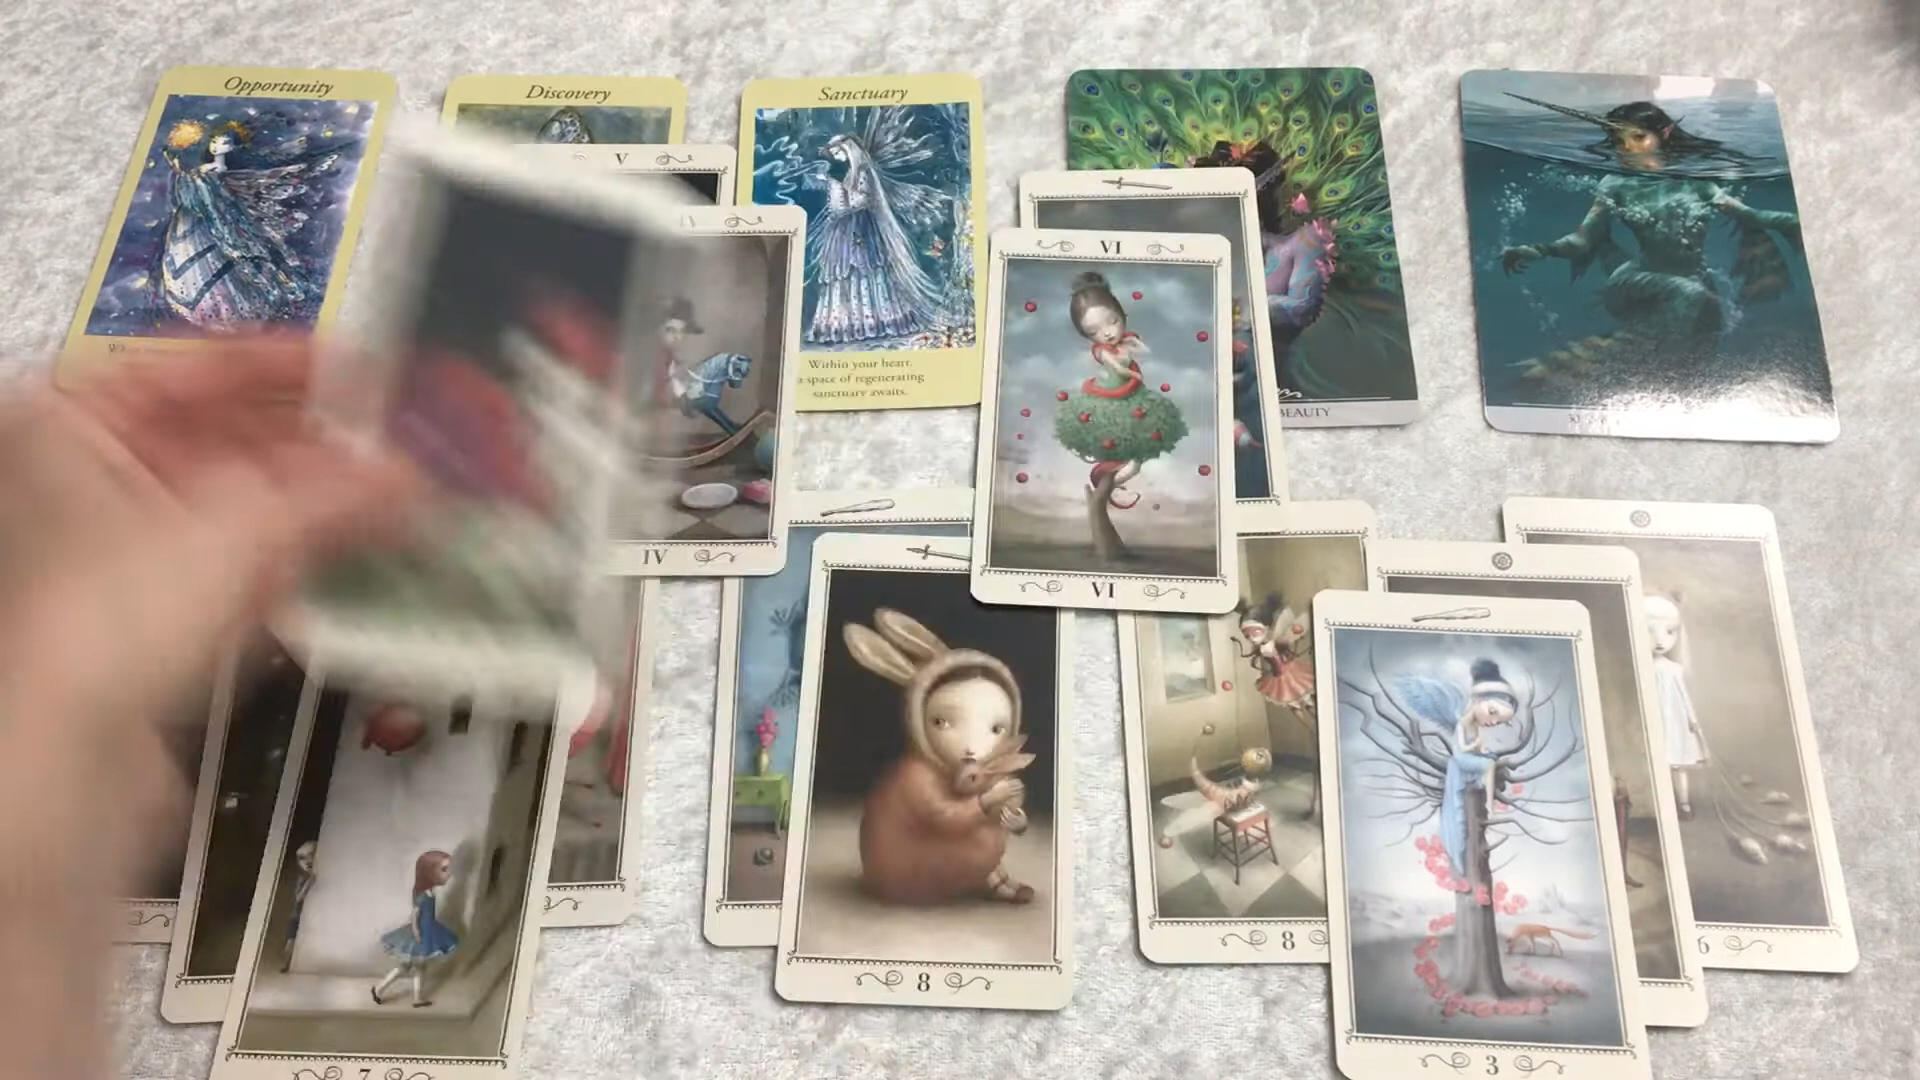 Opportunity
Discovery
Sanctuary
V
VI
IV
Within your heart,
a space of regenerating
sanctuary awaits.
BEAUTY
VI
8
8
6
7
3